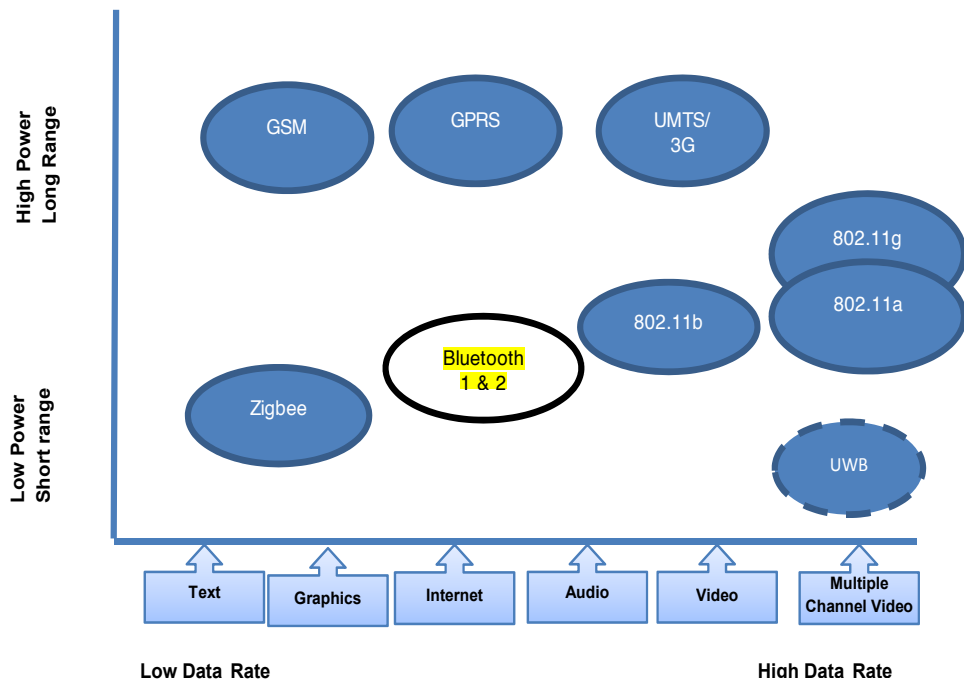 High Power
Long Range
GSM
GPRS
UMTS/
3G
802.11g
802.11a
802.11b
Bluetooth
1 & 2
Zigbee
UWB
Low Power
Short range
Text
Graphics
Internet
Audio
Video
Multiple
Channel Video
Low Data Rate
High Data Rate